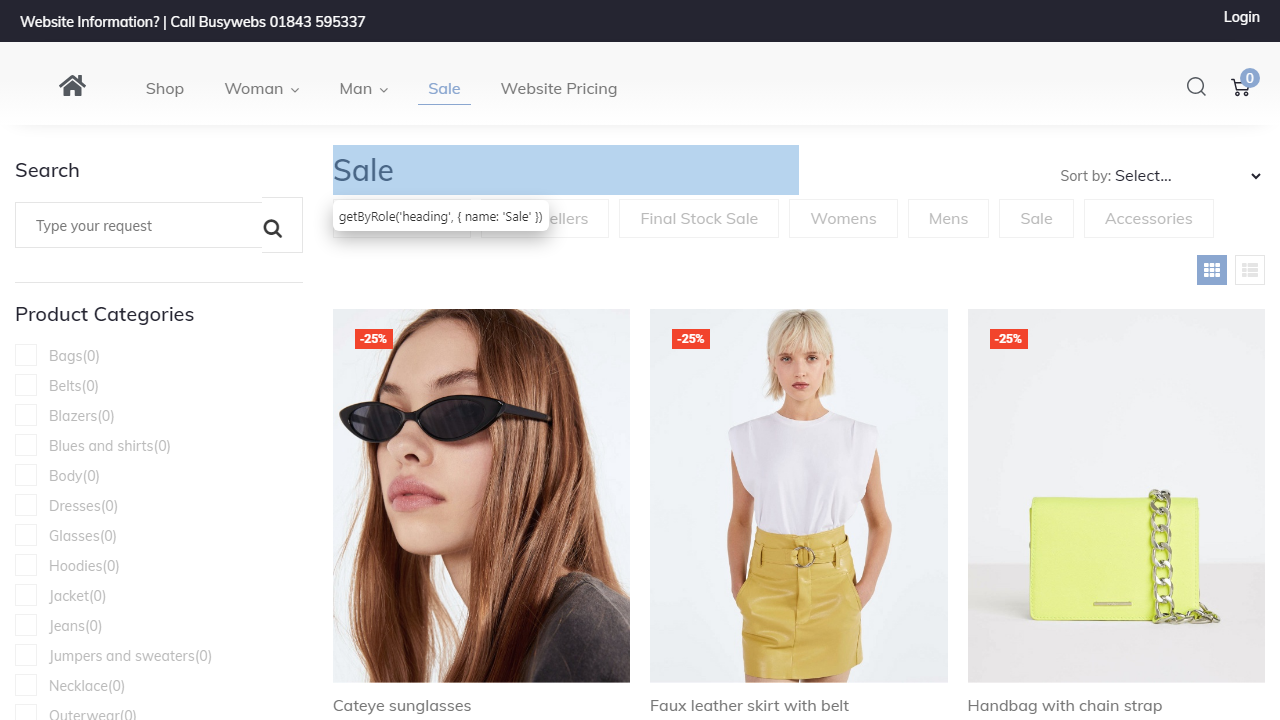 Website Information? | Call Busywebs 01843 595337
Login
Shop
Woman
Man
Sale
Website Pricing
0
Search
Type your request
Product Categories
Bags(0)
Belts(0)
Blazers(0)
Blues and shirts(0)
Body(0)
Dresses(0)
Glasses(0)
Hoodies(0)
Jacket(0)
Jeans(0)
Jumpers and sweaters(0)
Necklace(0)
Outerwear(0)
Sale
Sort by: Select...
getByRole('heading', { name: 'Sale' })
Final Stock Sale
Womens
Mens
Sale
Accessories
-25%
-25%
-25%
Cateye sunglasses
Faux leather skirt with belt
Handbag with chain strap